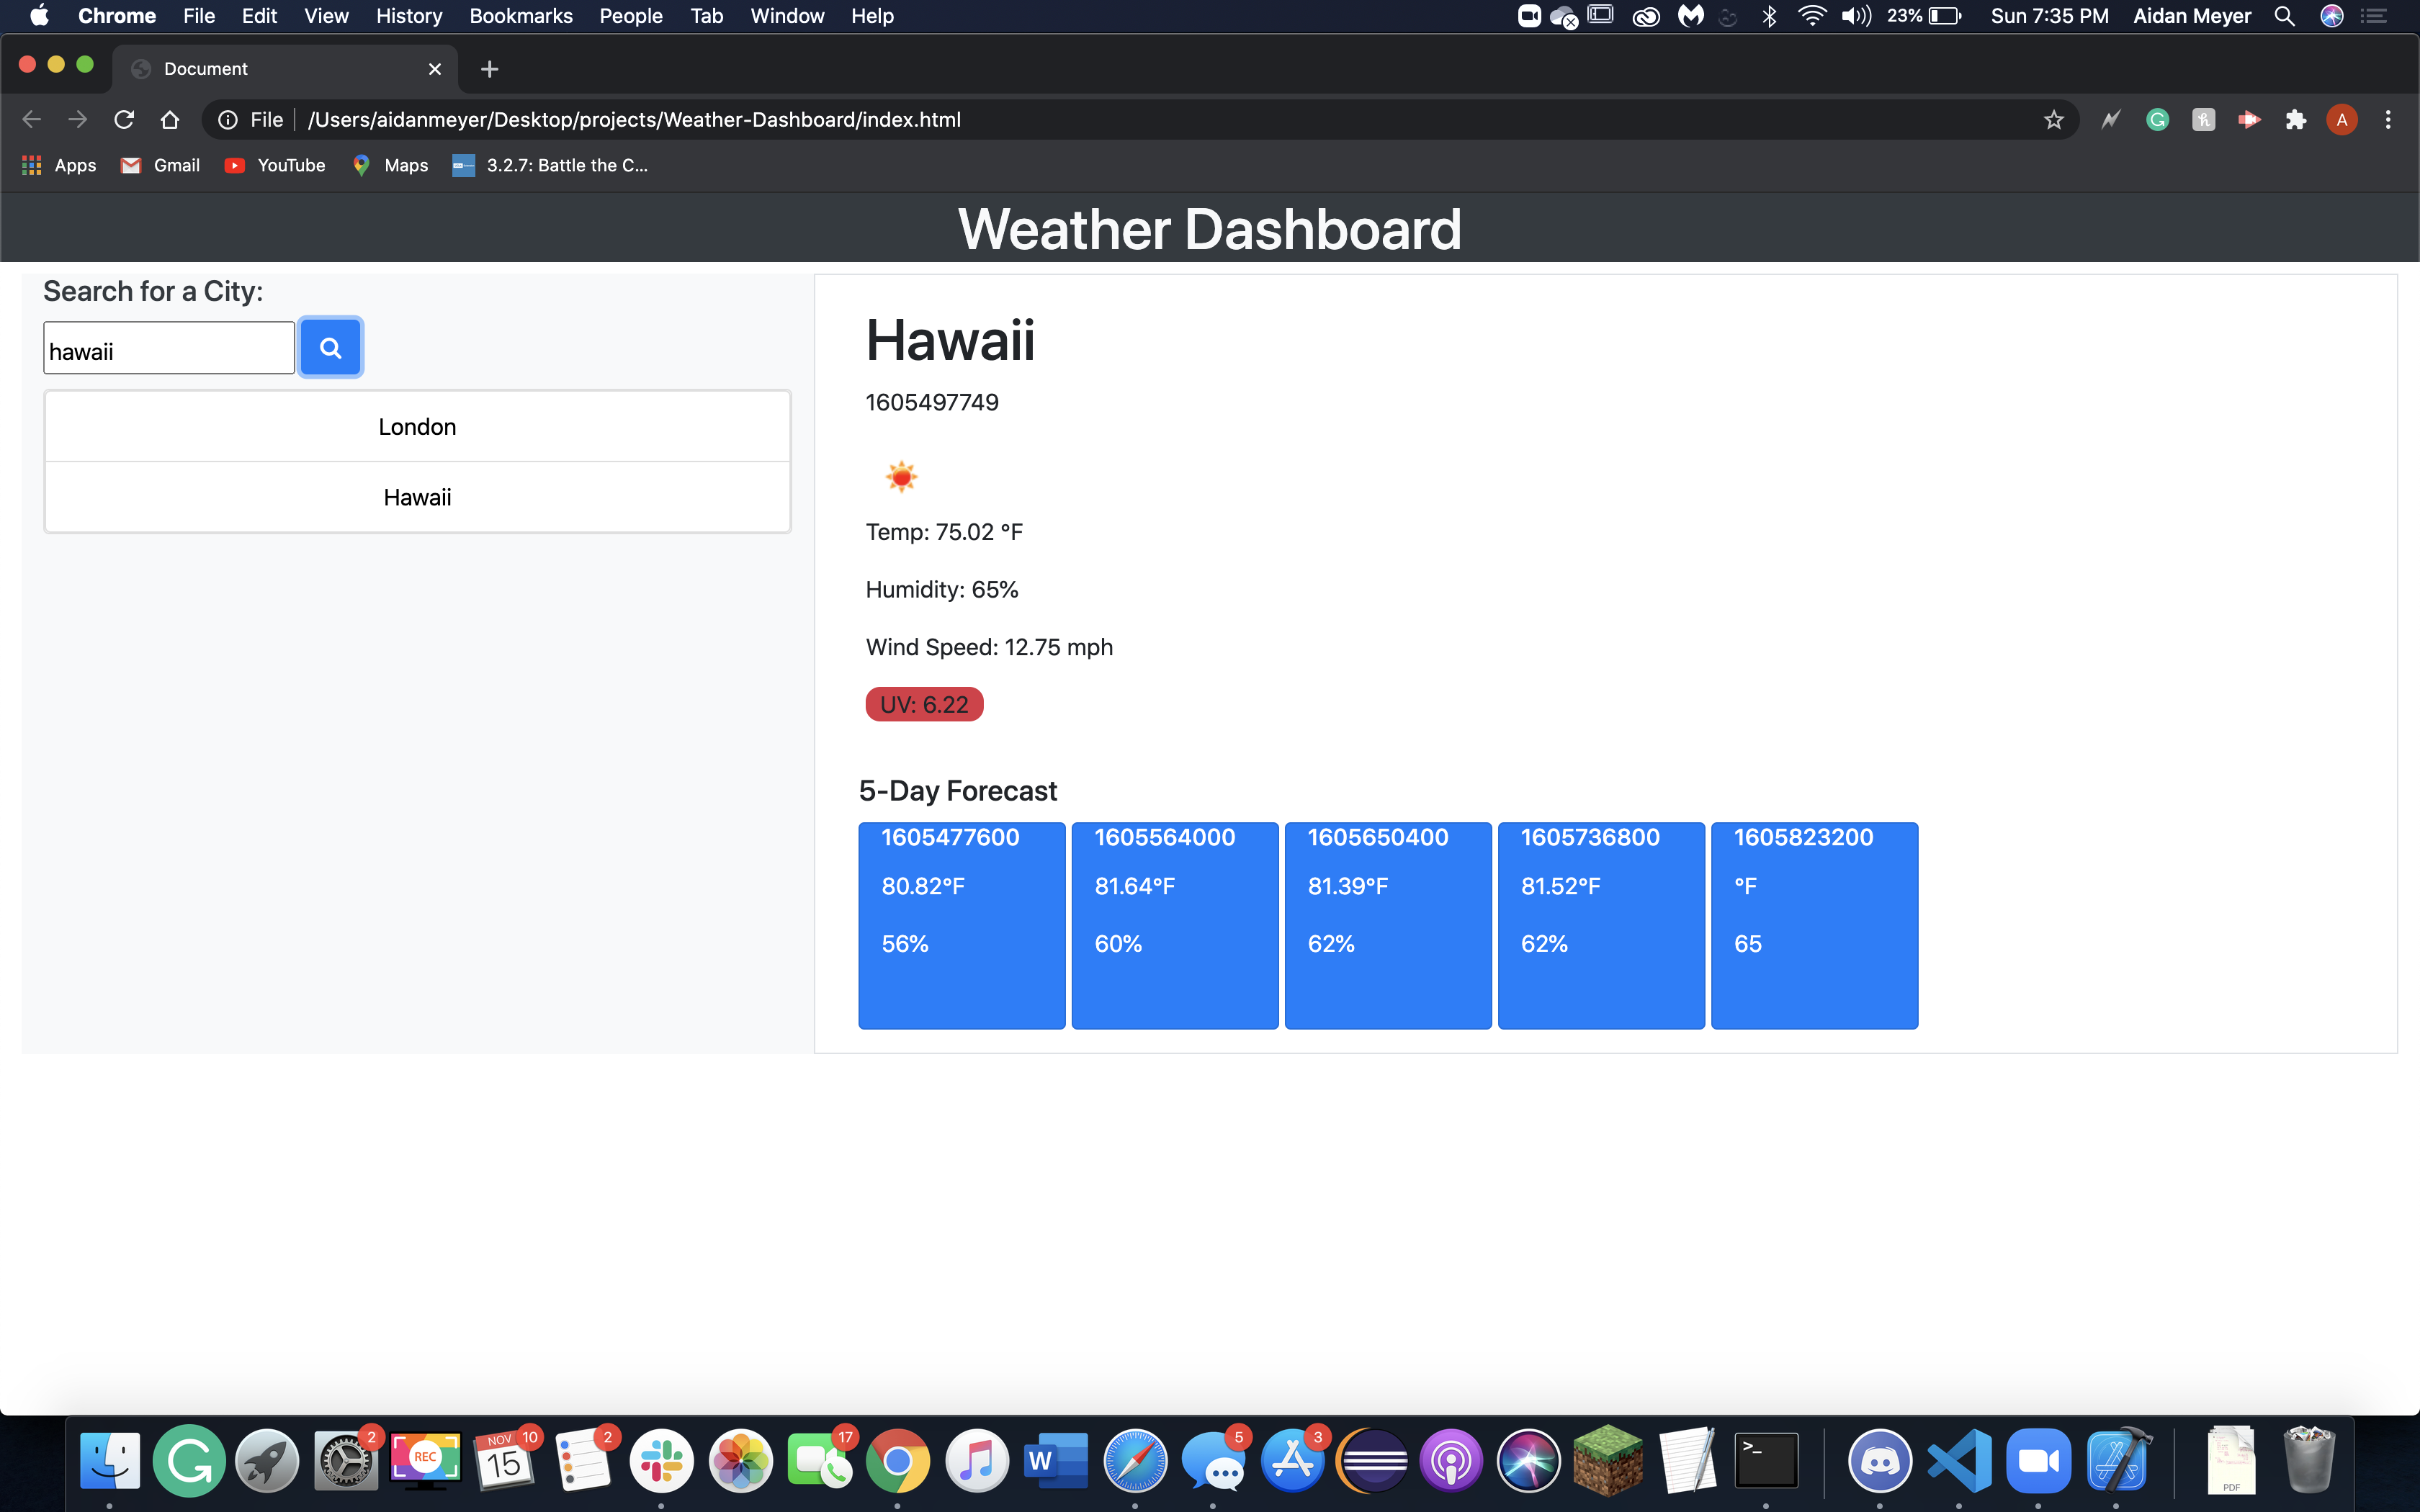 Chrome File Edit View History Bookmarks People Tab Window Help 23% Sun 7:35 PM Aidan Meyer
Document
File /Users/aidanmeyer/Desktop/projects/Weather-Dashboard/index.html A
Apps Gmail YouTube Maps 3.2.7: Battle the C...
Weather Dashboard
Search for a City:
hawaii
London
Hawaii
Hawaii
1605497749
Temp: 75.02 °F
Humidity: 65%
Wind Speed: 12.75 mph
UV: 6.22
5-Day Forecast
1605477600 1605564000 1605650400 1605736800 1605823200
80.82°F 81.64°F 81.39°F 81.52°F °F
56% 60% 62% 62% 65
2 10 2 17 5 3
REC NOV 15 W >_ PDF